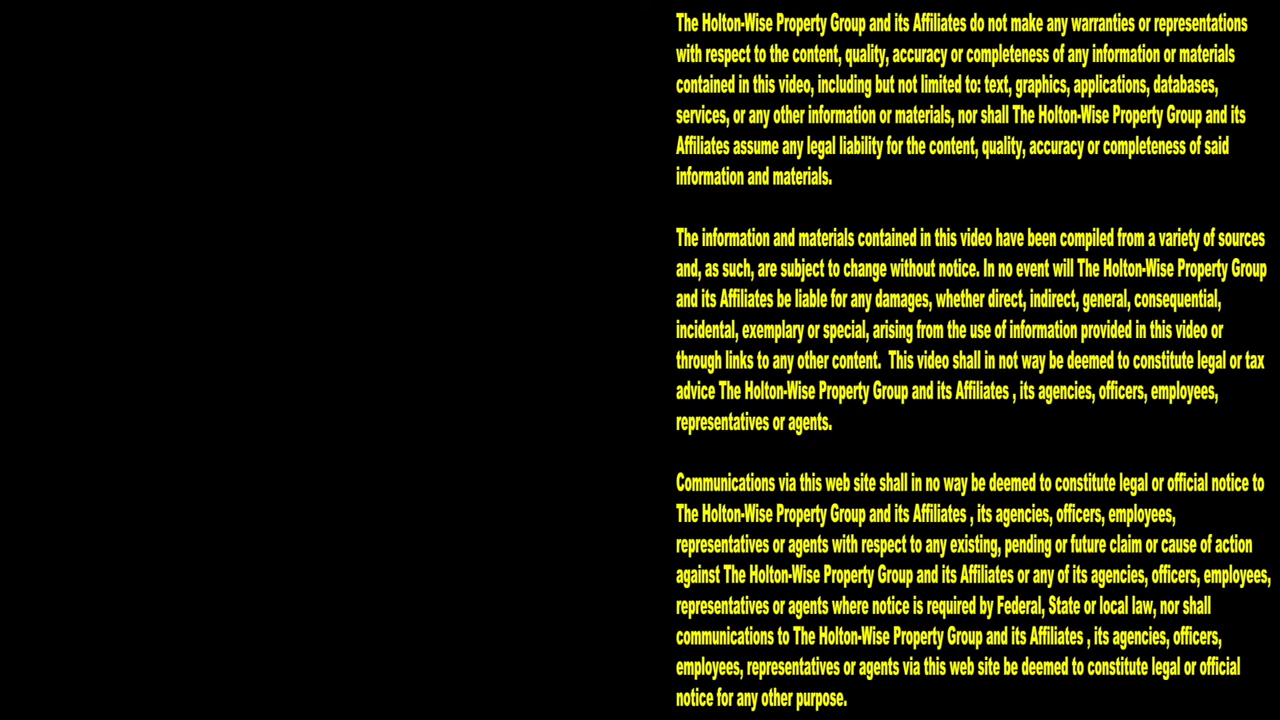 The Holton-Wise Property Group and its Affiliates do not make any warranties or representations
with respect to the content, quality, accuracy or completeness of any information or materials
contained in this video, including but not limited to: text, graphics, applications, databases,
services, or any other information or materials, nor shall The Holton-Wise Property Group and its
Affiliates assume any legal liability for the content, quality, accuracy or completeness of said
information and materials.
The information and materials contained in this video have been compiled from a variety of sources
and, as such, are subject to change without notice. In no event will The Holton-Wise Property Group
and its Affiliates be liable for any damages, whether direct, indirect, general, consequential,
incidental, exemplary or special, arising from the use of information provided in this video or
through links to any other content.  This video shall in not way be deemed to constitute legal or tax
advice The Holton-Wise Property Group and its Affiliates , its agencies, officers, employees,
representatives or agents.
Communications via this web site shall in no way be deemed to constitute legal or official notice to
The Holton-Wise Property Group and its Affiliates , its agencies, officers, employees,
representatives or agents with respect to any existing, pending or future claim or cause of action
against The Holton-Wise Property Group and its Affiliates or any of its agencies, officers, employees,
representatives or agents where notice is required by Federal, State or local law, nor shall
communications to The Holton-Wise Property Group and its Affiliates , its agencies, officers,
employees, representatives or agents via this web site be deemed to constitute legal or official
notice for any other purpose.